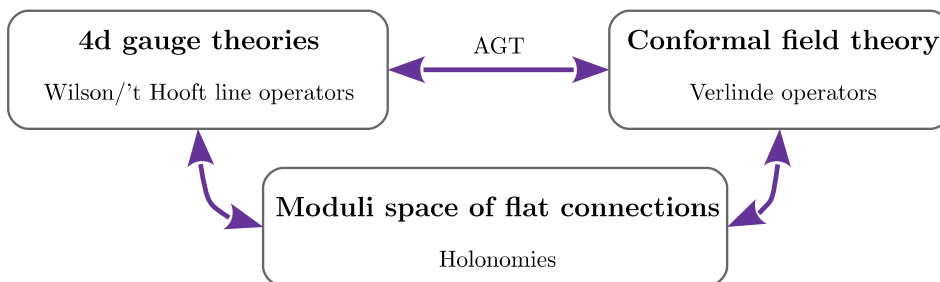 4d gauge theories
Wilson/'t Hooft line operators
AGT
Conformal field theory
Verlinde operators
Moduli space of flat connections
Holonomies